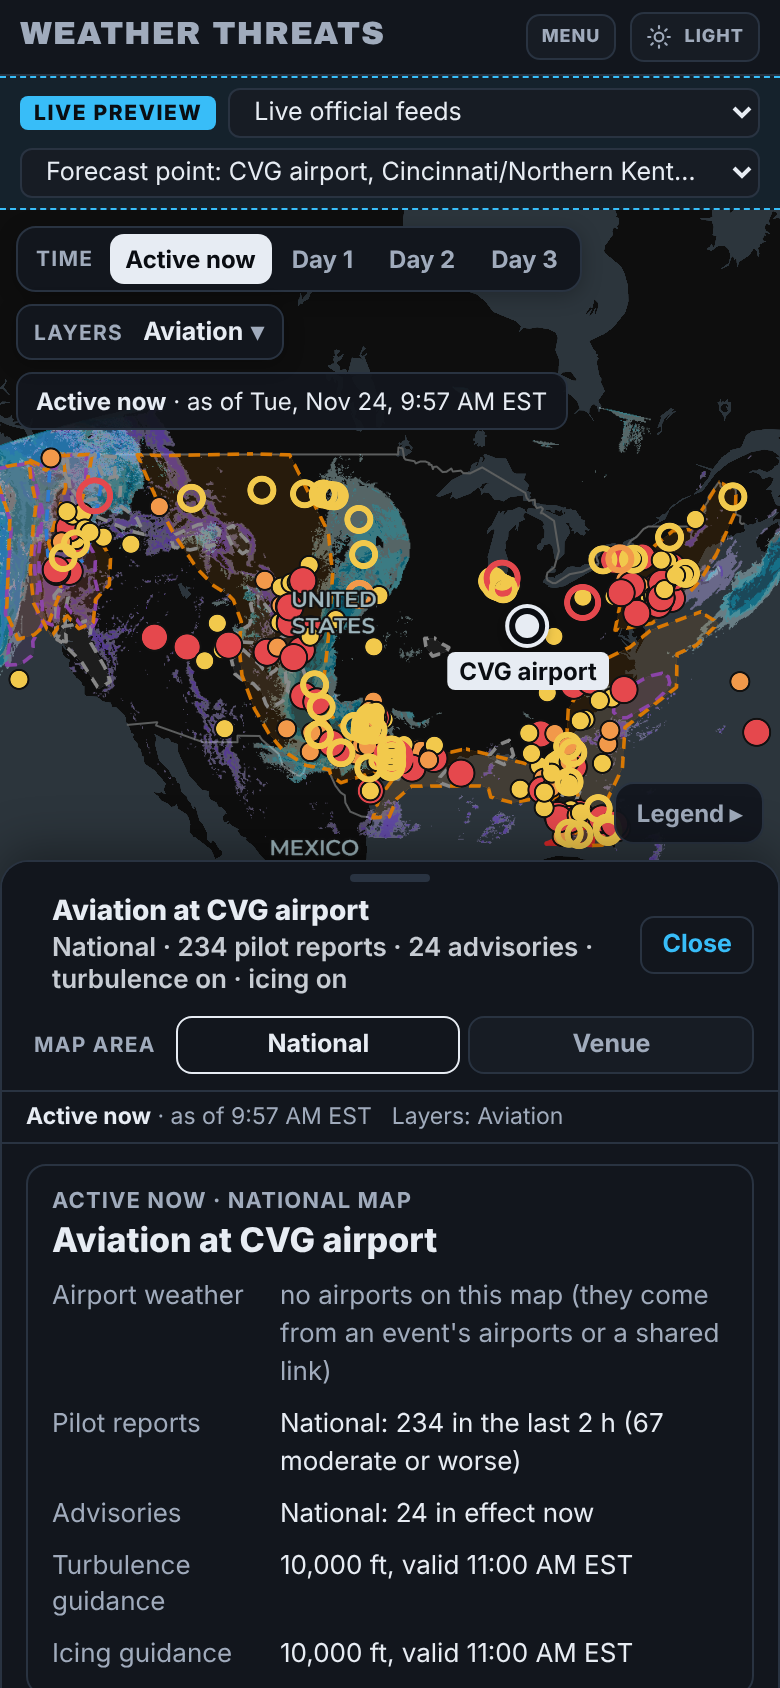 WEATHER THREATS
MENU
LIGHT
LIVE PREVIEW
Live official feeds
Forecast point: CVG airport, Cincinnati/Northern Kent...
TIME
Active now
Day 1
Day 2
Day 3
LAYERS
Aviation ▾
Active now · as of Tue, Nov 24, 9:57 AM EST
UNITED
STATES
CVG airport
Legend ▸
MEXICO
Aviation at CVG airport
National · 234 pilot reports · 24 advisories ·
turbulence on · icing on
Close
MAP AREA
National
Venue
Active now · as of 9:57 AM EST Layers: Aviation
ACTIVE NOW · NATIONAL MAP
Aviation at CVG airport
Airport weather
no airports on this map (they come
from an event's airports or a shared
link)
Pilot reports
National: 234 in the last 2 h (67
moderate or worse)
Advisories
National: 24 in effect now
Turbulence
guidance
10,000 ft, valid 11:00 AM EST
Icing guidance
10,000 ft, valid 11:00 AM EST